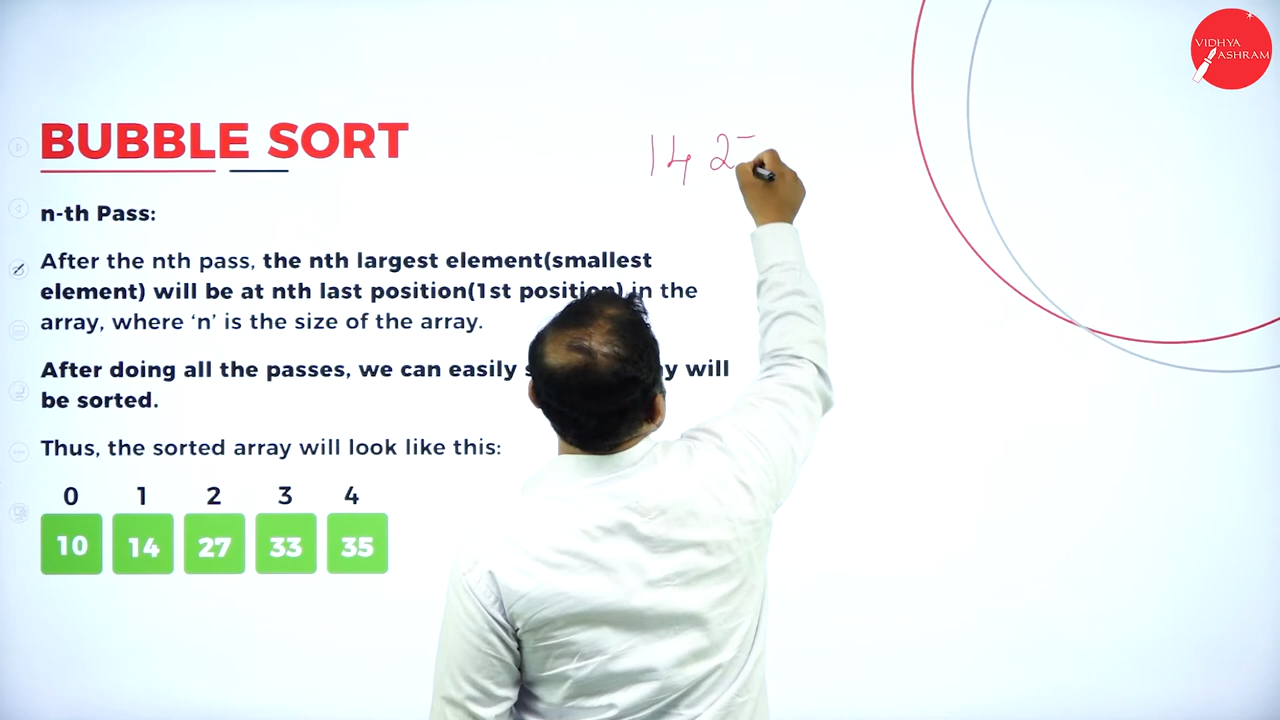 VIDHYA
ASHRAM
BUBBLE SORT
14 2
n-th Pass:
After the nth pass, the nth largest element(smallest
element) will be at nth last position(1st position) in the
array, where ‘n’ is the size of the array.
After doing all the passes, we can easily will
be sorted.
Thus, the sorted array will look like this:
0 1 2 3 4
10 14 27 33 35